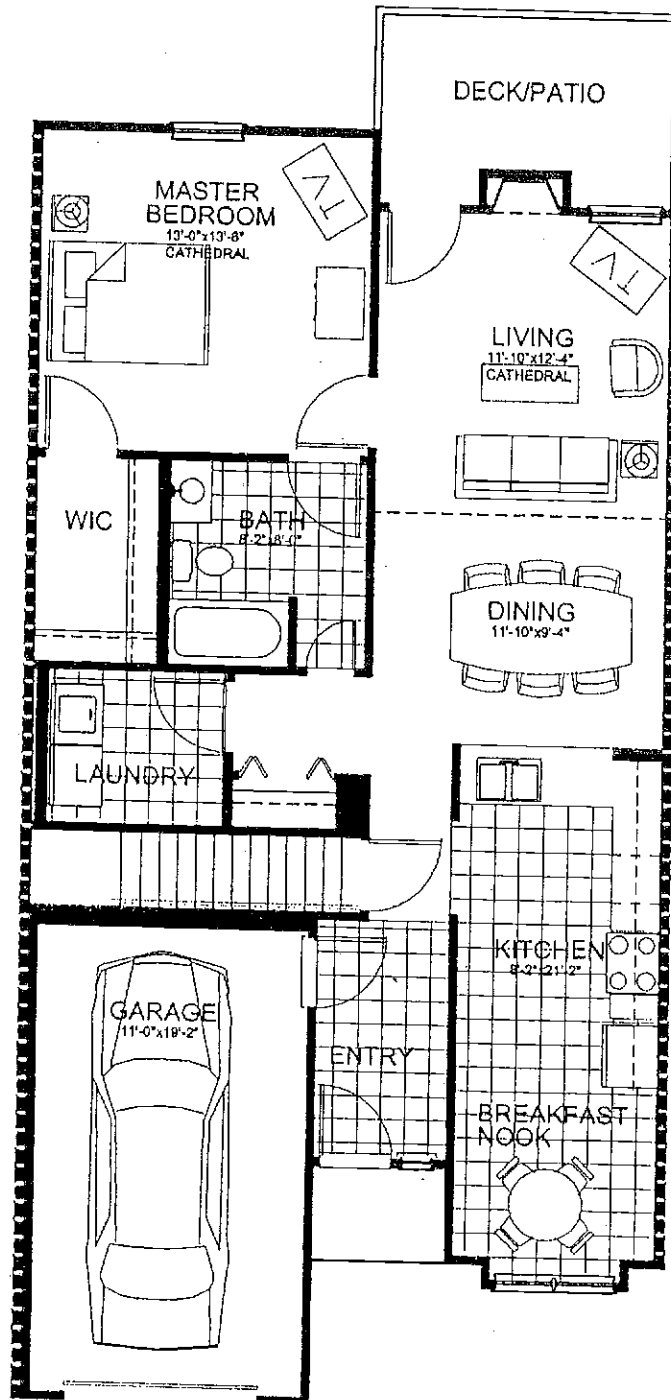 DECK/PATIO
MASTER
BEDROOM
13'-0"x13'-8"
CATHEDRAL
TV
TV
LIVING
11'-10"x12'-4"
CATHEDRAL
WIC
BATH
8'-2"x8'-0"
DINING
11'-10"x9'-4"
LAUNDRY
KITCHEN
8'-2"x21'-2"
GARAGE
11'-0"x19'-2"
ENTRY
BREAKFAST
NOOK